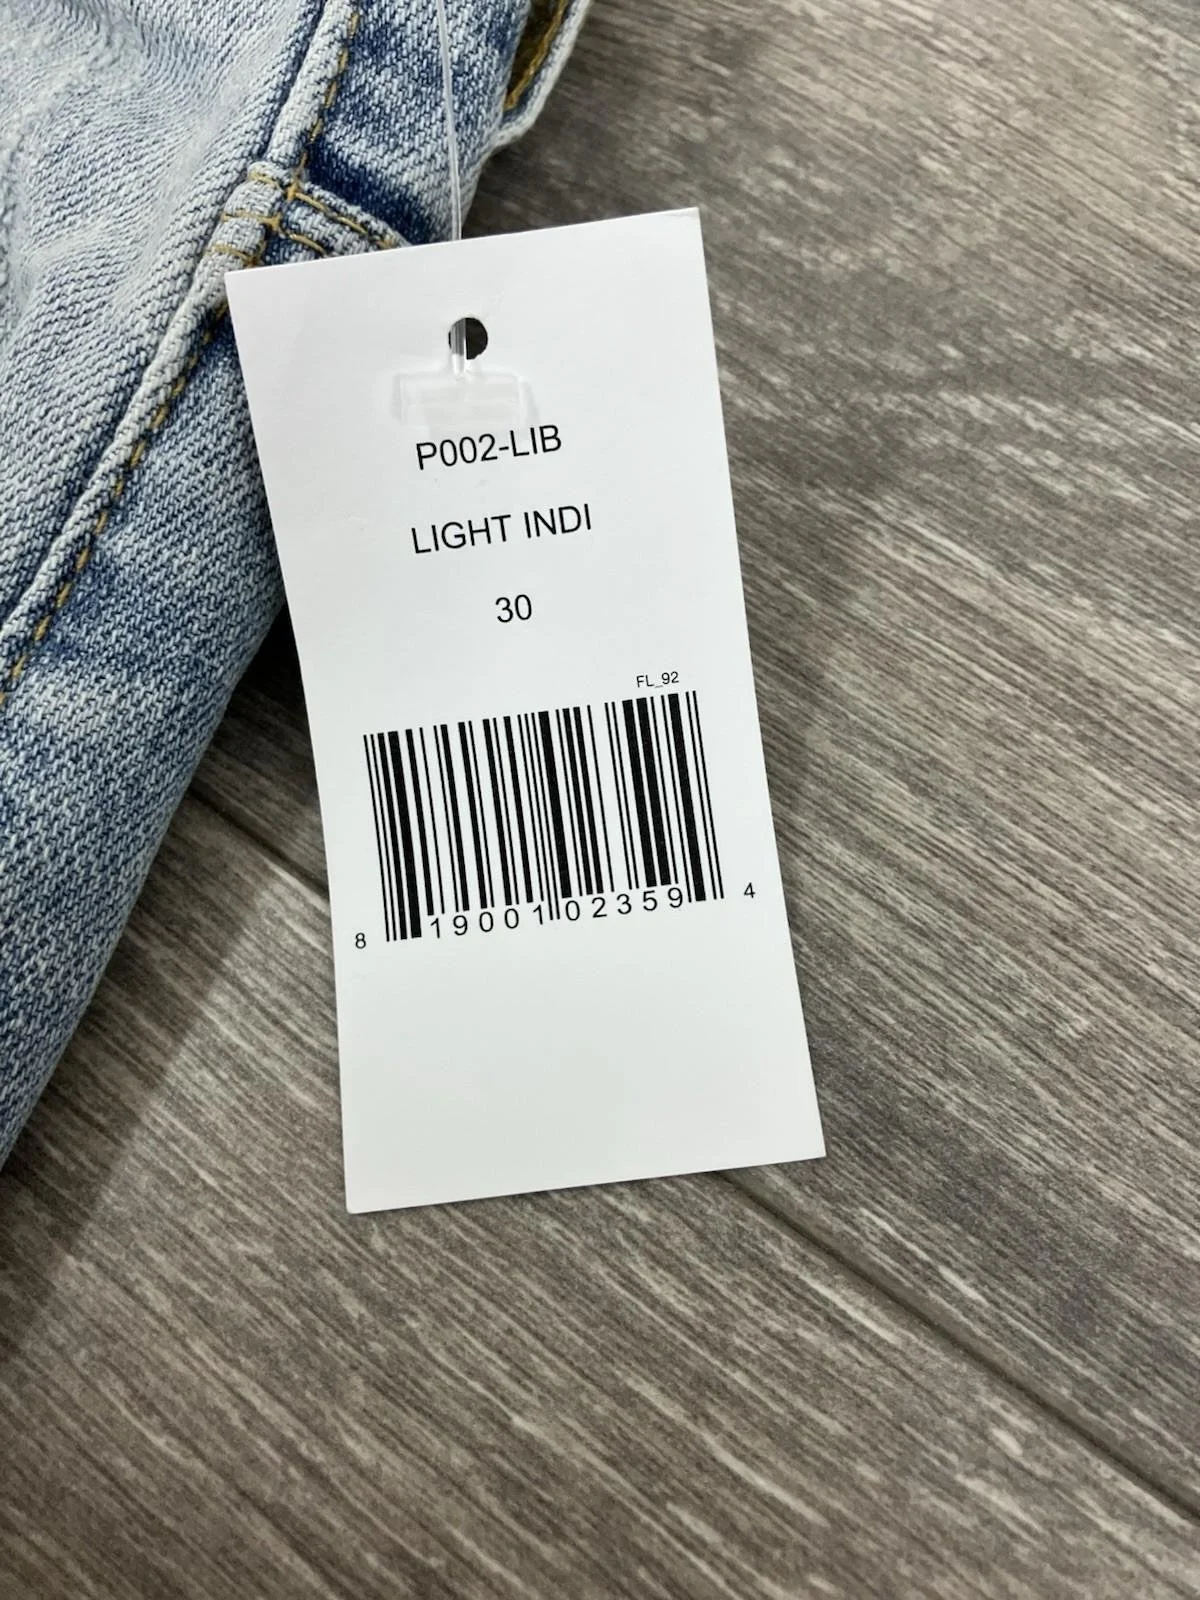 P002-LIB
LIGHT INDI
30
FL_92
8 19001 02359 4